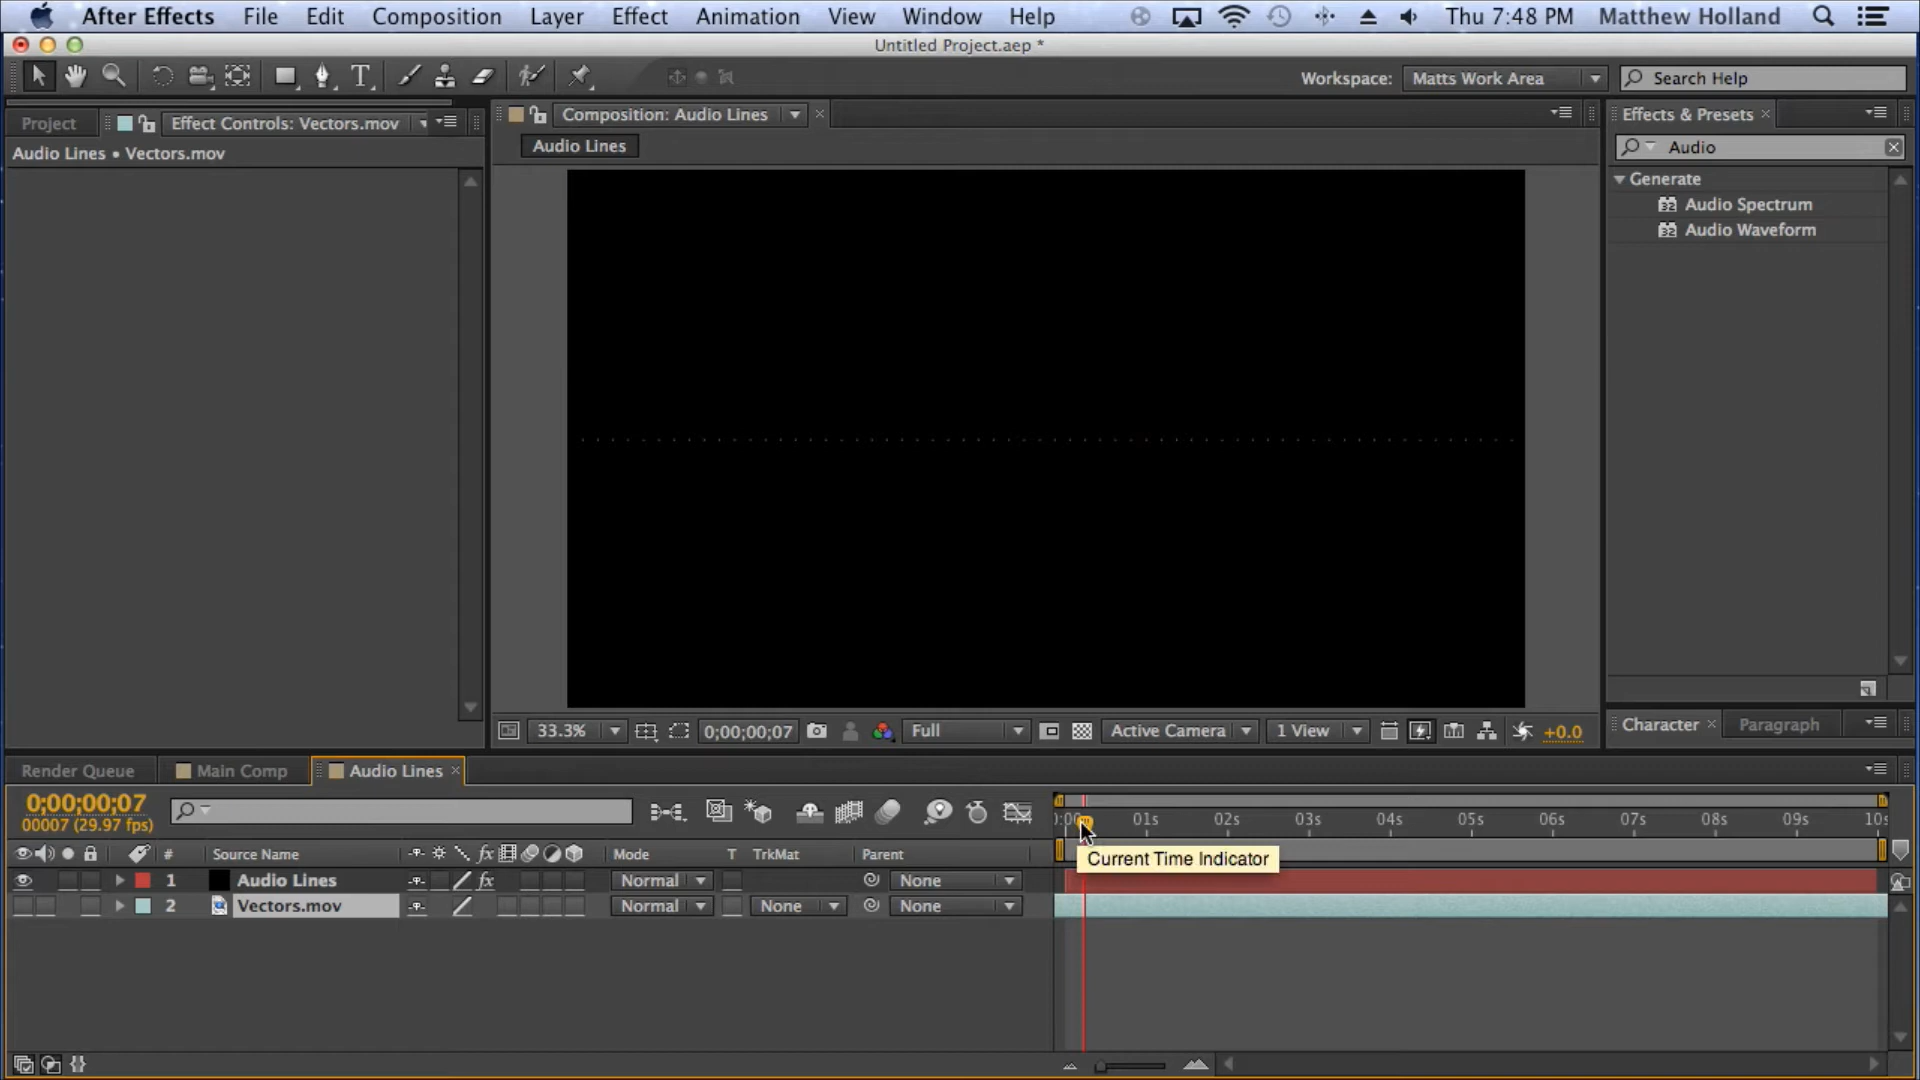 After Effects File Edit Composition Layer Effect Animation View Window Help Thu 7:48 PM Matthew Holland
Untitled Project.aep *
T Workspace: Matts Work Area Search Help
Project Effect Controls: Vectors.mov Composition: Audio Lines Effects & Presets
Audio Lines • Vectors.mov Audio Lines Audio
Generate
32 Audio Spectrum
32 Audio Waveform
33.3% 0;00;00;07 Full Active Camera 1 View +0.0 Character Paragraph
Render Queue Main Comp Audio Lines
0;00;00;07
00007 (29.97 fps) 01s 02s 03s 04s 05s 06s 07s 08s 09s
# Source Name fx Mode T TrkMat Parent
Current Time Indicator
1 Audio Lines fx Normal None
2 Vectors.mov Normal None None